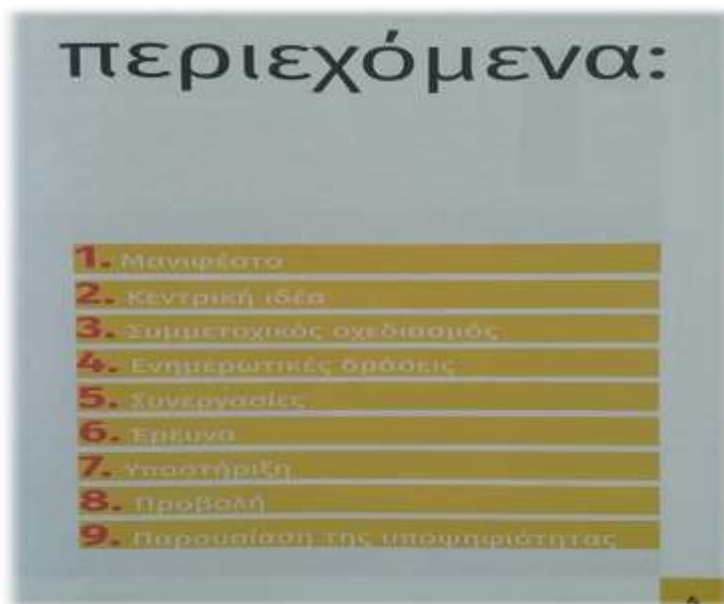 περιεχόμενα:
1. Μανιφέστο
2. Κεντρική ιδέα
3. Συμμετοχικός σχεδιασμός
4. Ενημερωτικές δράσεις
5. Συνεργασίες
6. Έρευνα
7. Υποστήριξη
8. Προβολή
9. Παρουσίαση της υποψηφιότητας